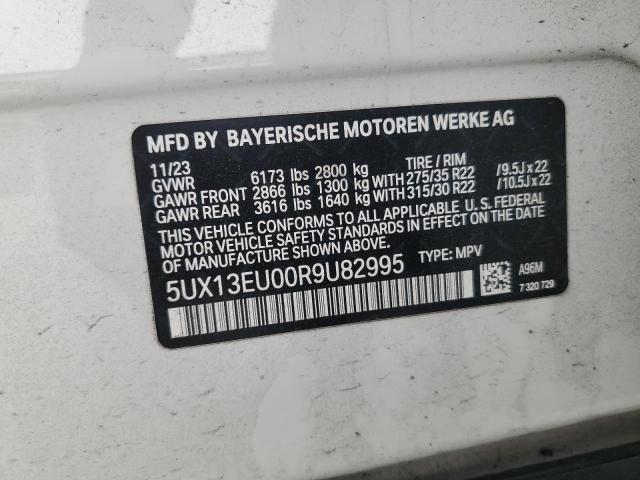 MFD BY BAYERISCHE MOTOREN WERKE AG
11/23 TIRE / RIM
GVWR 6173 lbs 2800 kg
GAWR FRONT 2866 lbs 1300 kg WITH 275/35 R22 /9.5J x 22
GAWR REAR 3616 lbs 1640 kg WITH 315/30 R22 /10.5J x 22
THIS VEHICLE CONFORMS TO ALL APPLICABLE U. S. FEDERAL
MOTOR VEHICLE SAFETY STANDARDS IN EFFECT ON THE DATE
OF MANUFACTURE SHOWN ABOVE.
5UX13EU00R9U82995 TYPE: MPV
A96M
7 320 729